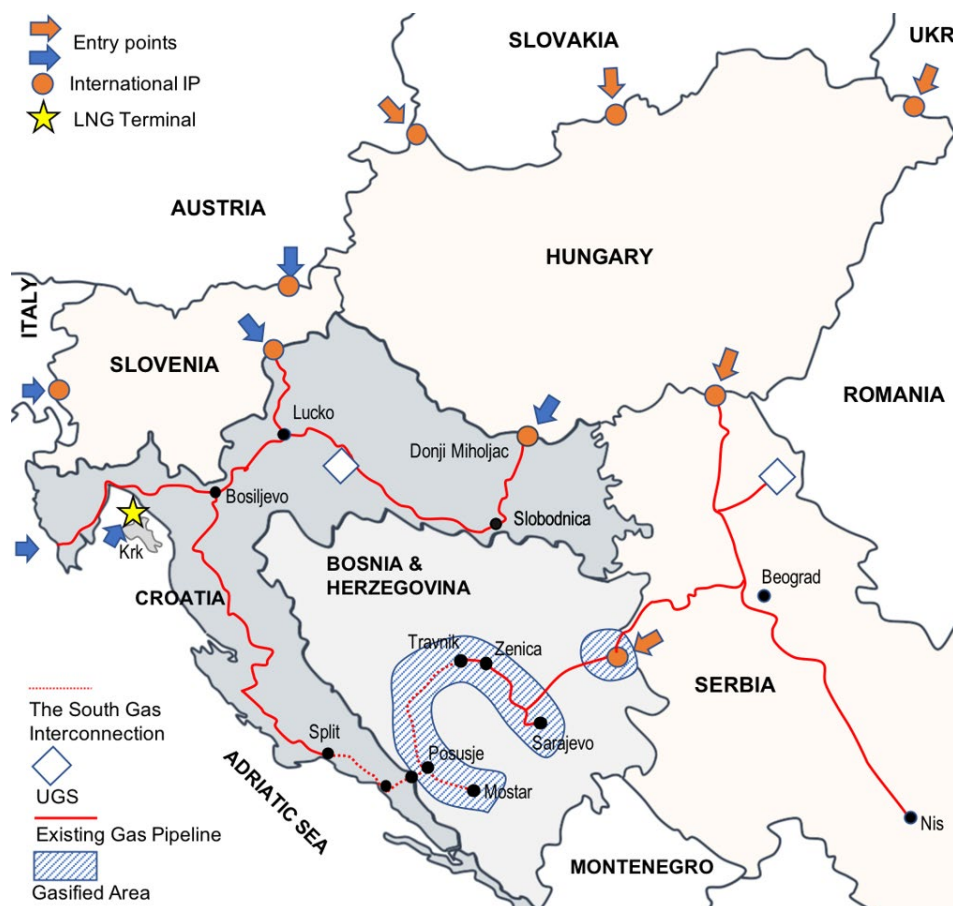 Entry points
International IP
LNG Terminal
SLOVAKIA
UKR
AUSTRIA
HUNGARY
ITALY
SLOVENIA
ROMANIA
Lucko
Donji Miholjac
Bosiljevo
Slobodnica
Krk
BOSNIA &
HERZEGOVINA
Beograd
CROATIA
Travnik
Zenica
SERBIA
Sarajevo
Split
Posusje
Mostar
ADRIATIC SEA
Nis
MONTENEGRO
The South Gas
Interconnection
UGS
Existing Gas Pipeline
Gasified Area